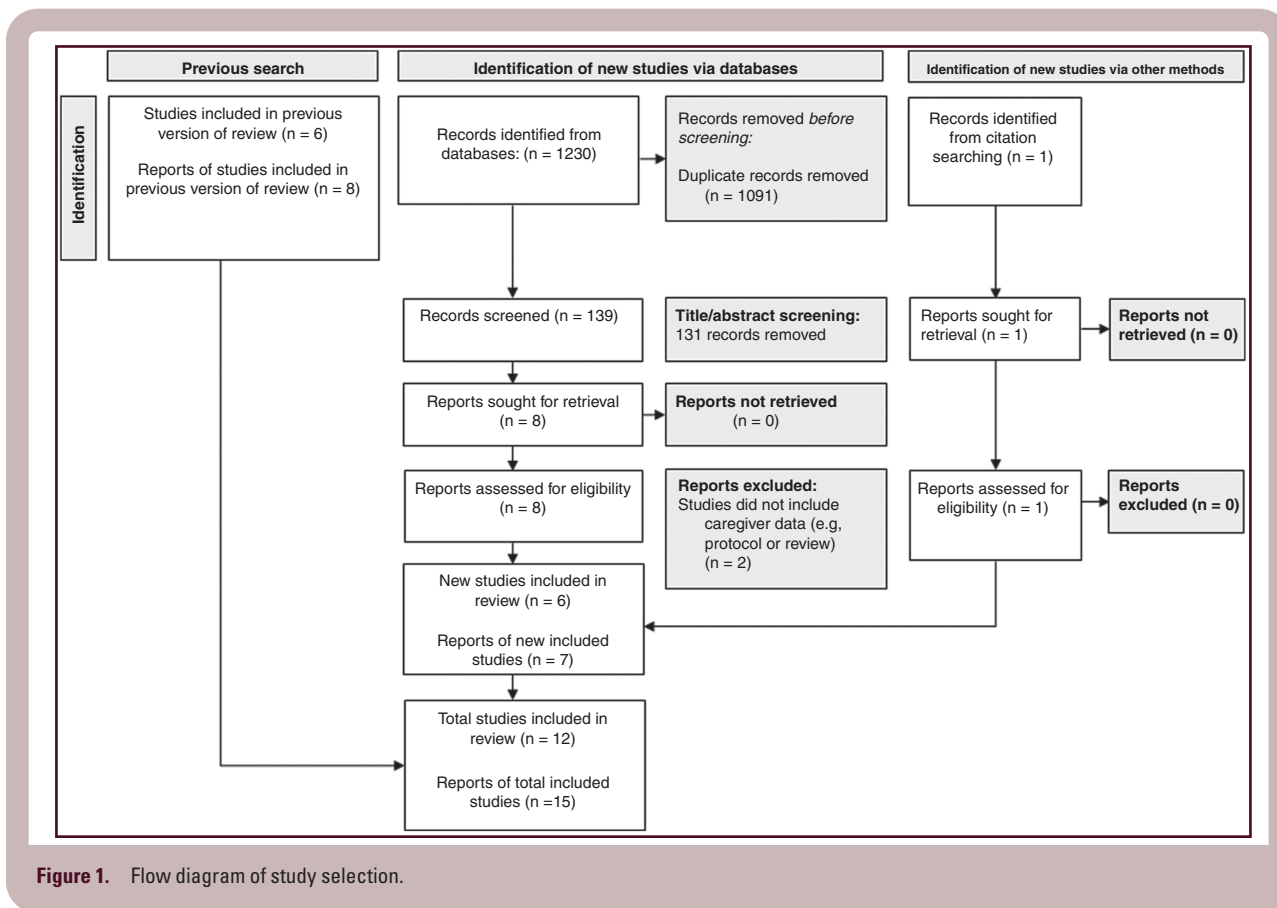 Previous search
Identification of new studies via databases
Identification of new studies via other methods
Identification
Studies included in previous
version of review (n = 6)
Reports of studies included in
previous version of review (n = 8)
Records identified from
databases: (n = 1230)
Records removed before
screening:
Duplicate records removed
(n = 1091)
Records identified
from citation
searching (n = 1)
Records screened (n = 139)
Title/abstract screening:
131 records removed
Reports sought for
retrieval (n = 1)
Reports not
retrieved (n = 0)
Reports sought for retrieval
(n = 8)
Reports not retrieved
(n = 0)
Reports assessed for eligibility
(n = 8)
Reports excluded:
Studies did not include
caregiver data (e.g,
protocol or review)
(n = 2)
Reports assessed for
eligibility (n = 1)
Reports
excluded (n = 0)
New studies included in
review (n = 6)
Reports of new included
studies (n = 7)
Total studies included in
review (n = 12)
Reports of total included
studies (n =15)
Figure 1. Flow diagram of study selection.